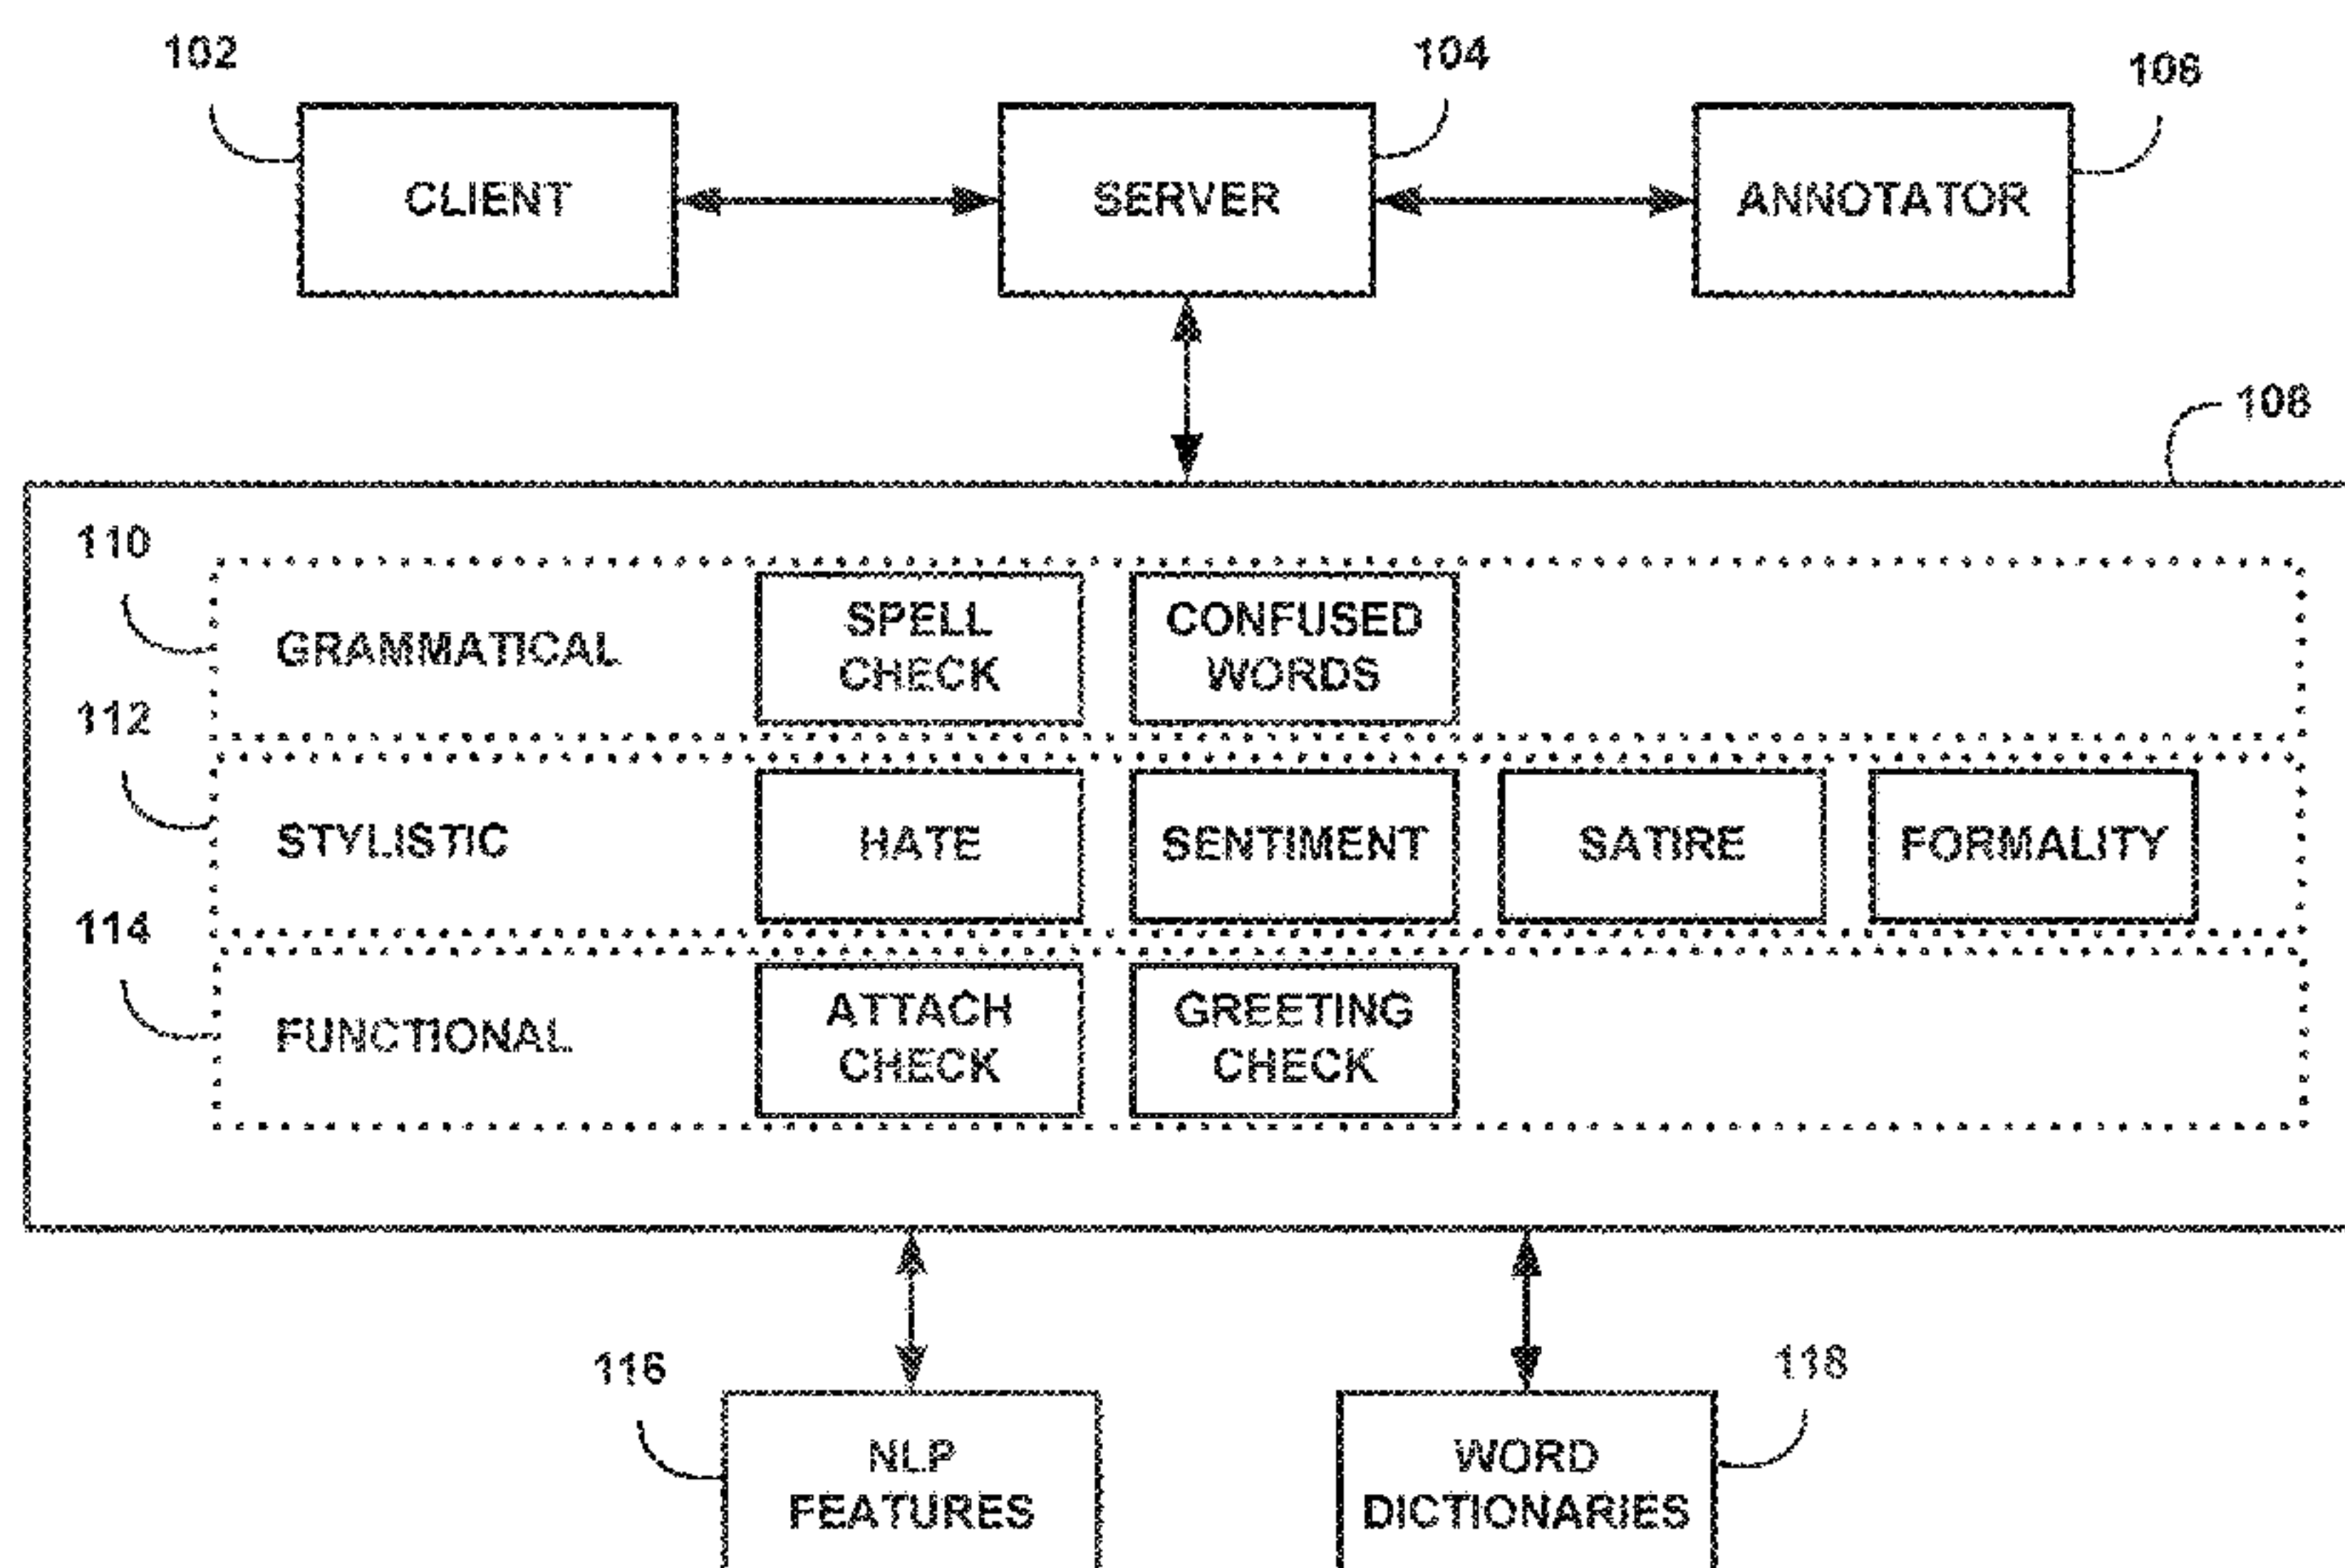 102
104
106
CLIENT
SERVER
ANNOTATOR
108
110
GRAMMATICAL
SPELL
CHECK
CONFUSED
WORDS
112
STYLISTIC
HATE
SENTIMENT
SATIRE
FORMALITY
114
FUNCTIONAL
ATTACH
CHECK
GREETING
CHECK
116
NLP
FEATURES
118
WORD
DICTIONARIES